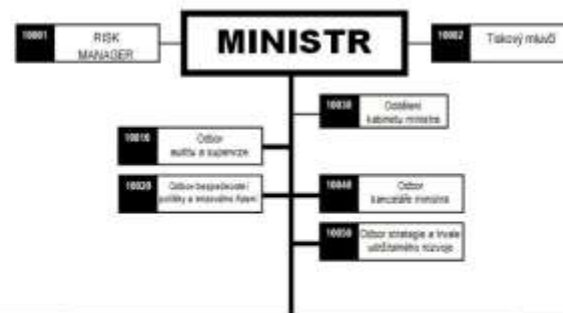 10001
RISK
MANAGER
MINISTR
10002
Tiskový mluvčí
10030
Oddělení
kabinetu ministra
10010
Odbor
auditu a supervize
10020
Odbor bezpečnostní
politiky a krizového řízení
10040
Odbor
kanceláře ministra
10050
Odbor strategie a trvale
udržitelného rozvoje